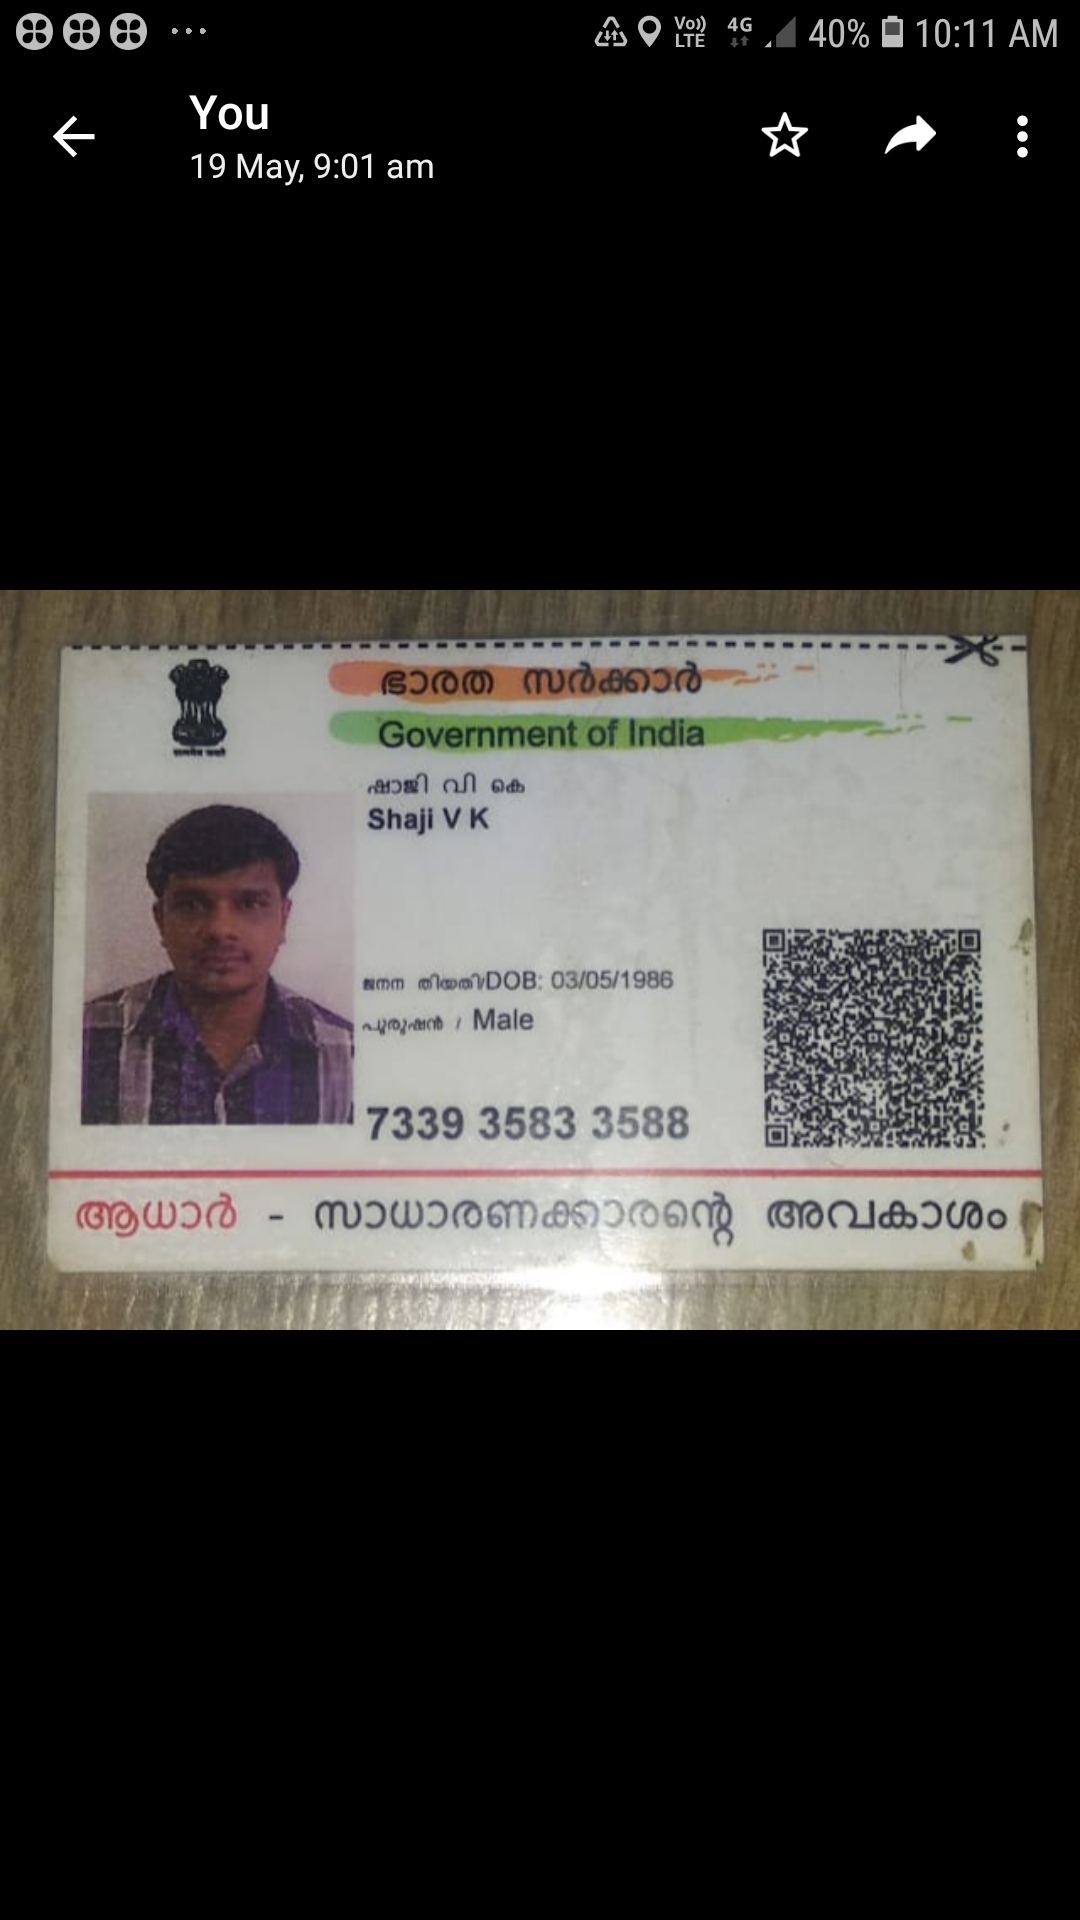 Vo))
LTE
4G
40%
10:11 AM
You
19 May, 9:01 am
ഭാരത സർക്കാർ
Government of India
ഷാജി വി കെ
Shaji V K
ജനന തിയതി/DOB: 03/05/1986
പുരുഷൻ / Male
7339 3583 3588
ആധാർ - സാധാരണക്കാരന്റെ അവകാശം